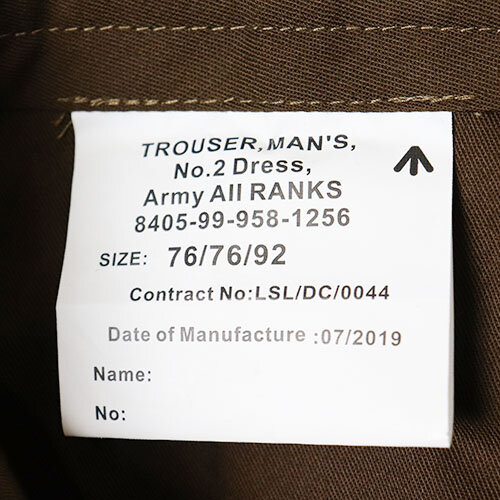 TROUSER, MAN'S,
No.2 Dress,
Army All RANKS
8405-99-958-1256
SIZE: 76/76/92
Contract No:LSL/DC/0044
Date of Manufacture :07/2019
Name:
No: